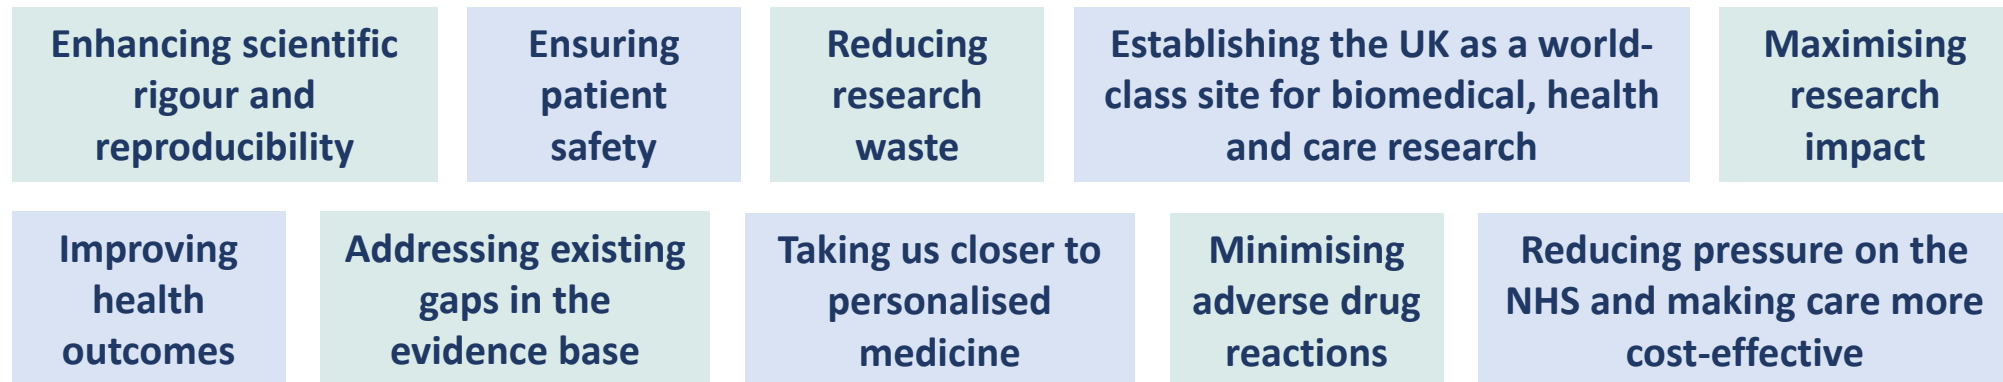 Enhancing scientific
rigour and
reproducibility
Ensuring
patient
safety
Reducing
research
waste
Establishing the UK as a world-
class site for biomedical, health
and care research
Maximising
research
impact
Improving
health
outcomes
Addressing existing
gaps in the
evidence base
Taking us closer to
personalised
medicine
Minimising
adverse drug
reactions
Reducing pressure on the
NHS and making care more
cost-effective